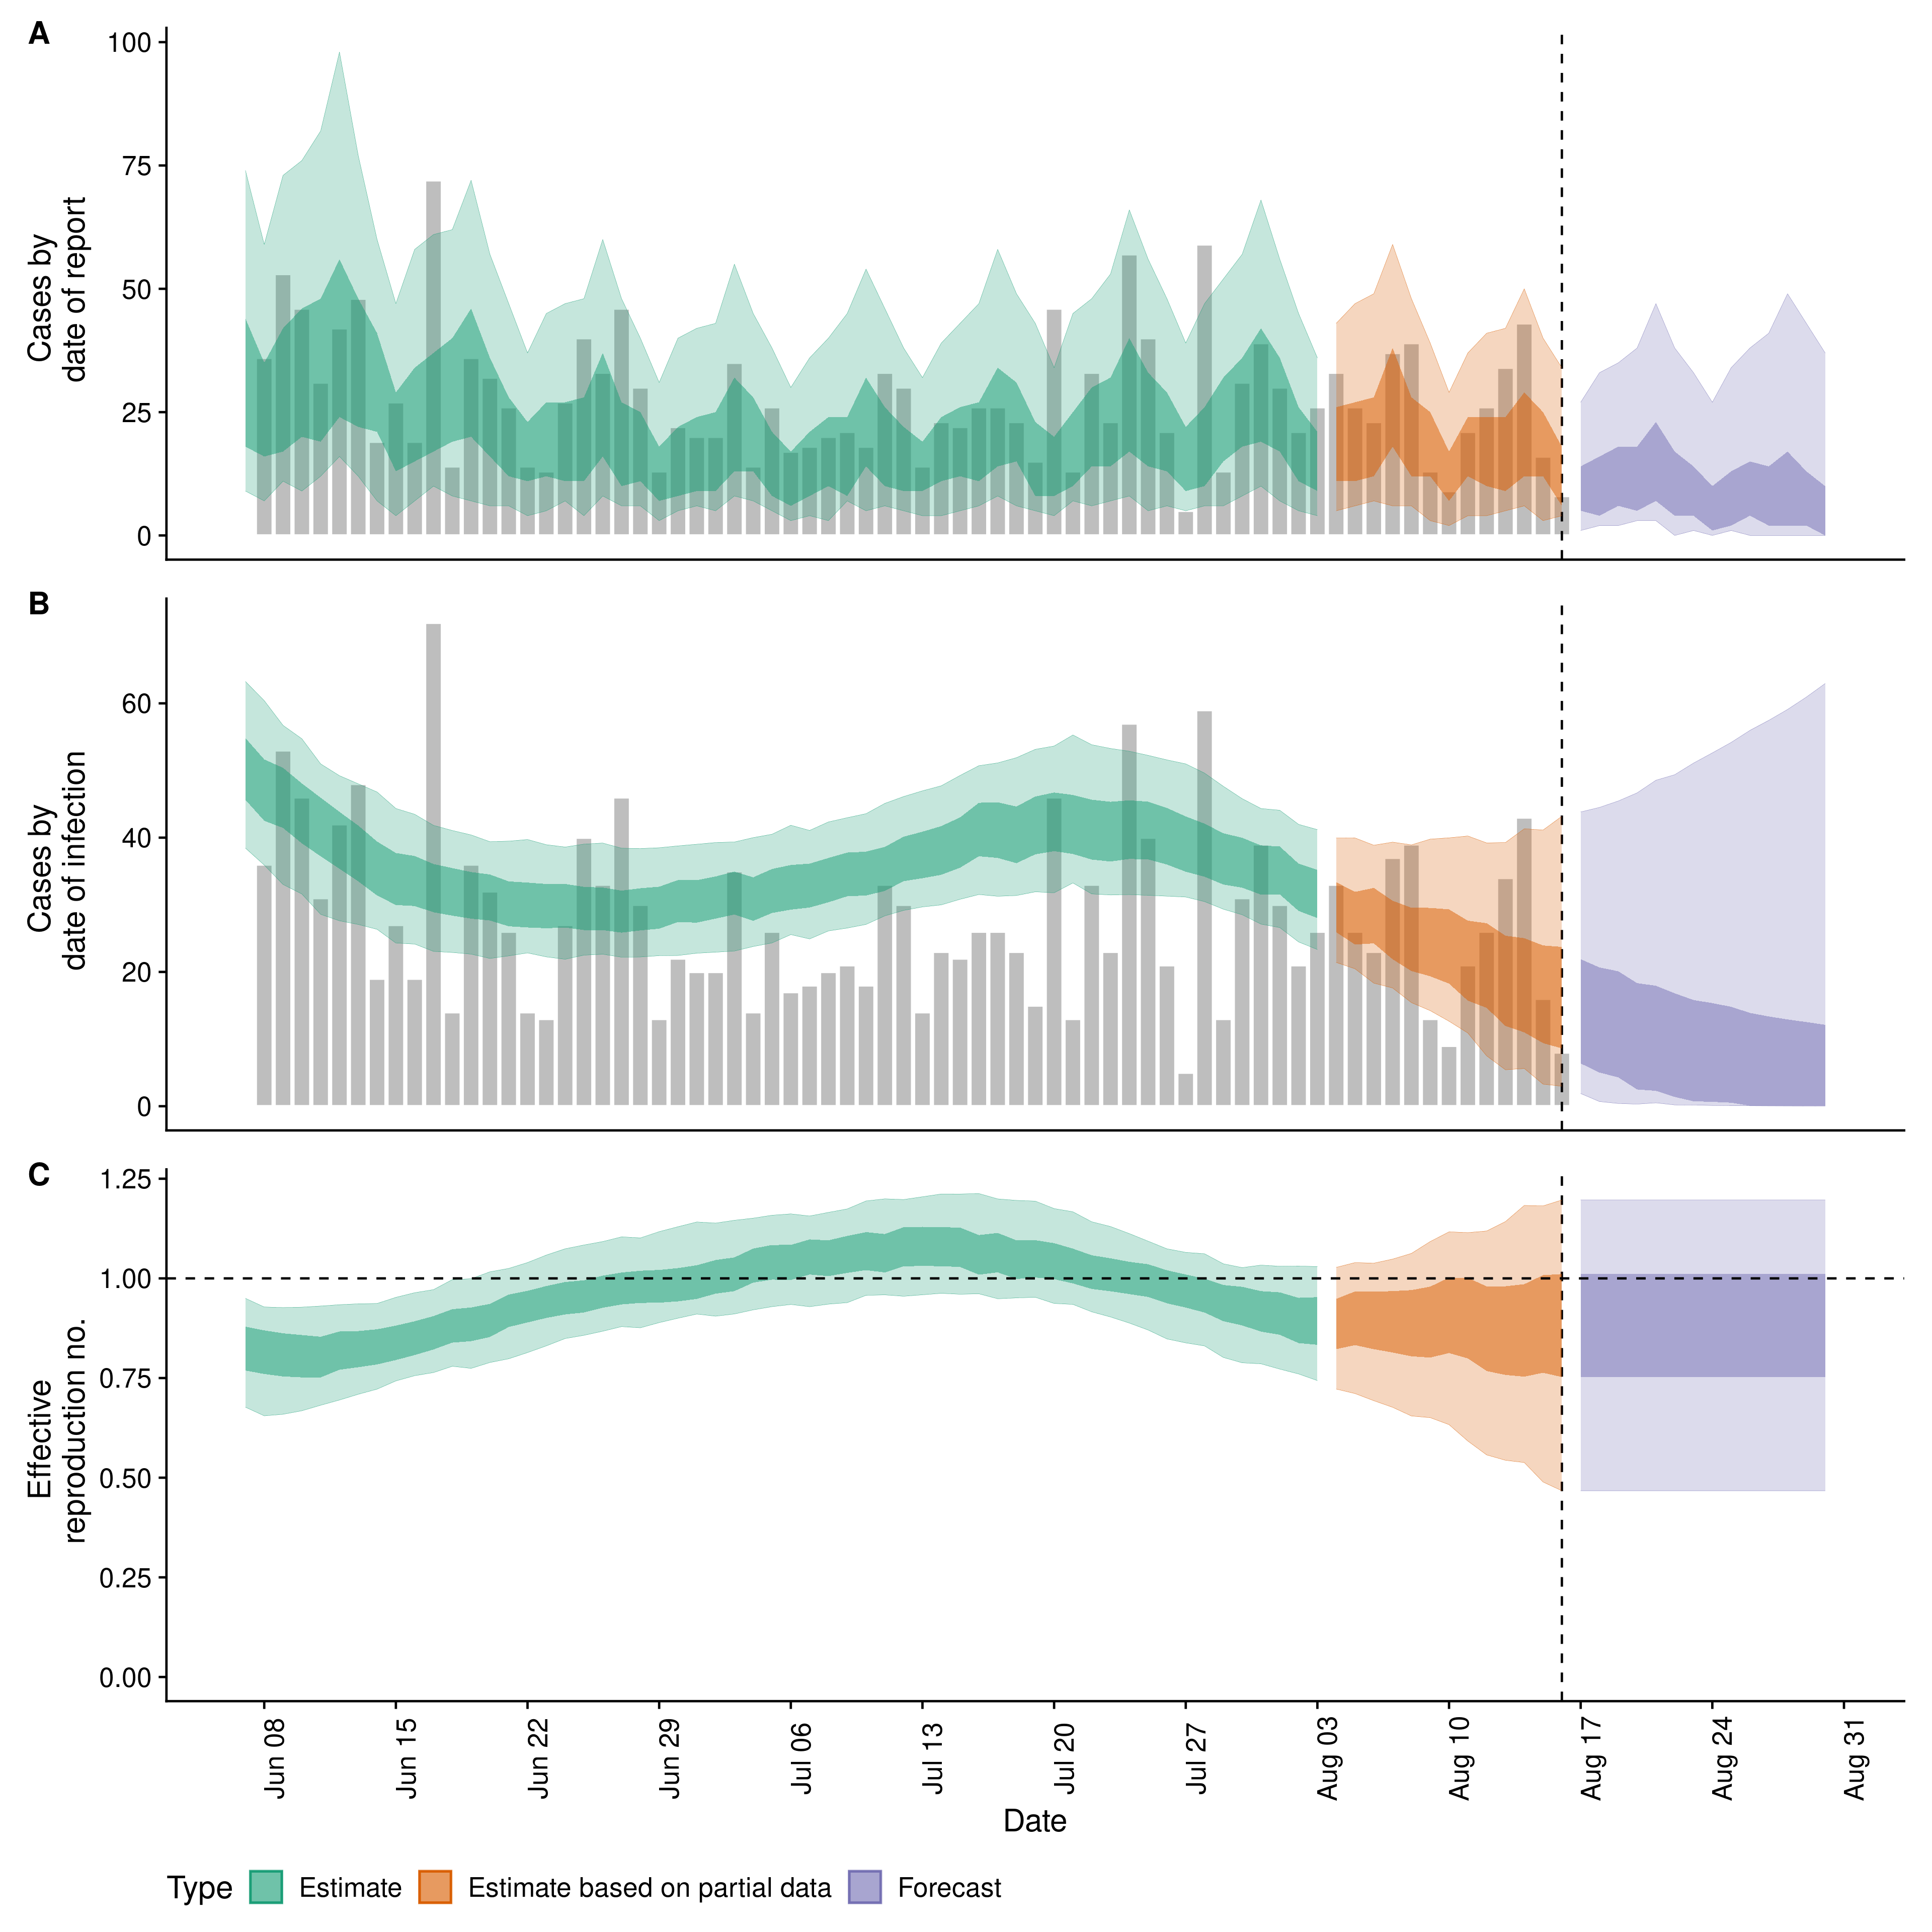 A
100
75
50
25
0
Cases by
date of report
B
60
40
20
0
Cases by
date of infection
C
1.25
1.00
0.75
0.50
0.25
0.00
Effective
reproduction no.
Jun 08
Jun 15
Jun 22
Jun 29
Jul 06
Jul 13
Jul 20
Jul 27
Aug 03
Aug 10
Aug 17
Aug 24
Aug 31
Date
Type Estimate Estimate based on partial data Forecast